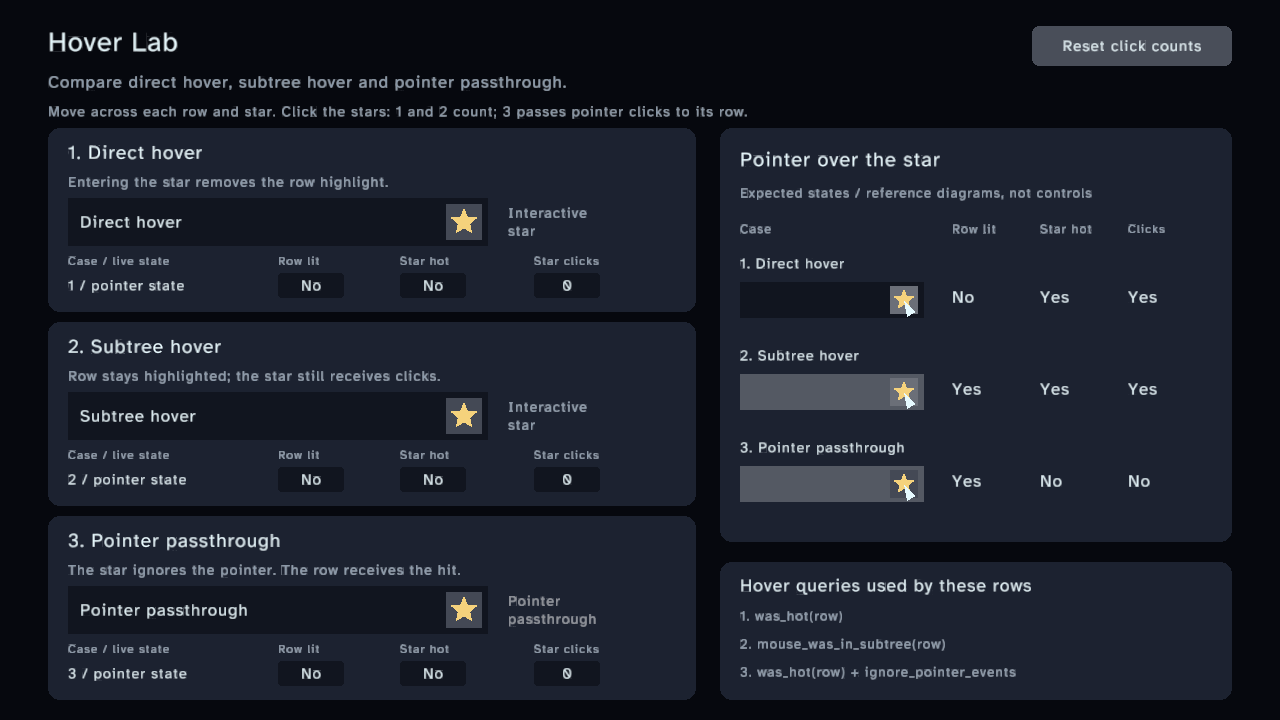 Hover Lab
Reset click counts
Compare direct hover, subtree hover and pointer passthrough.
Move across each row and star. Click the stars: 1 and 2 count; 3 passes pointer clicks to its row.
1. Direct hover
Entering the star removes the row highlight.
Direct hover
Interactive
star
Case / live state Row lit Star hot Star clicks
1 / pointer state No No 0
2. Subtree hover
Row stays highlighted; the star still receives clicks.
Subtree hover
Interactive
star
Case / live state Row lit Star hot Star clicks
2 / pointer state No No 0
3. Pointer passthrough
The star ignores the pointer. The row receives the hit.
Pointer passthrough
Pointer
passthrough
Case / live state Row lit Star hot Star clicks
3 / pointer state No No 0
Pointer over the star
Expected states / reference diagrams, not controls
Case Row lit Star hot Clicks
1. Direct hover
No Yes Yes
2. Subtree hover
Yes Yes Yes
3. Pointer passthrough
Yes No No
Hover queries used by these rows
1. was_hot(row)
2. mouse_was_in_subtree(row)
3. was_hot(row) + ignore_pointer_events